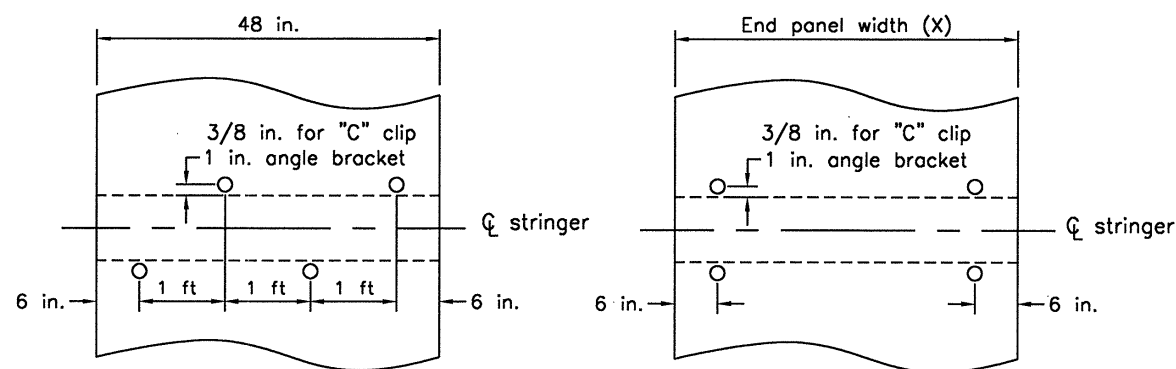 48 in.
3/8 in. for "C" clip
1 in. angle bracket
℄ stringer
1 ft
1 ft
1 ft
6 in.
6 in.
End panel width (X)
3/8 in. for "C" clip
1 in. angle bracket
℄ stringer
6 in.
6 in.